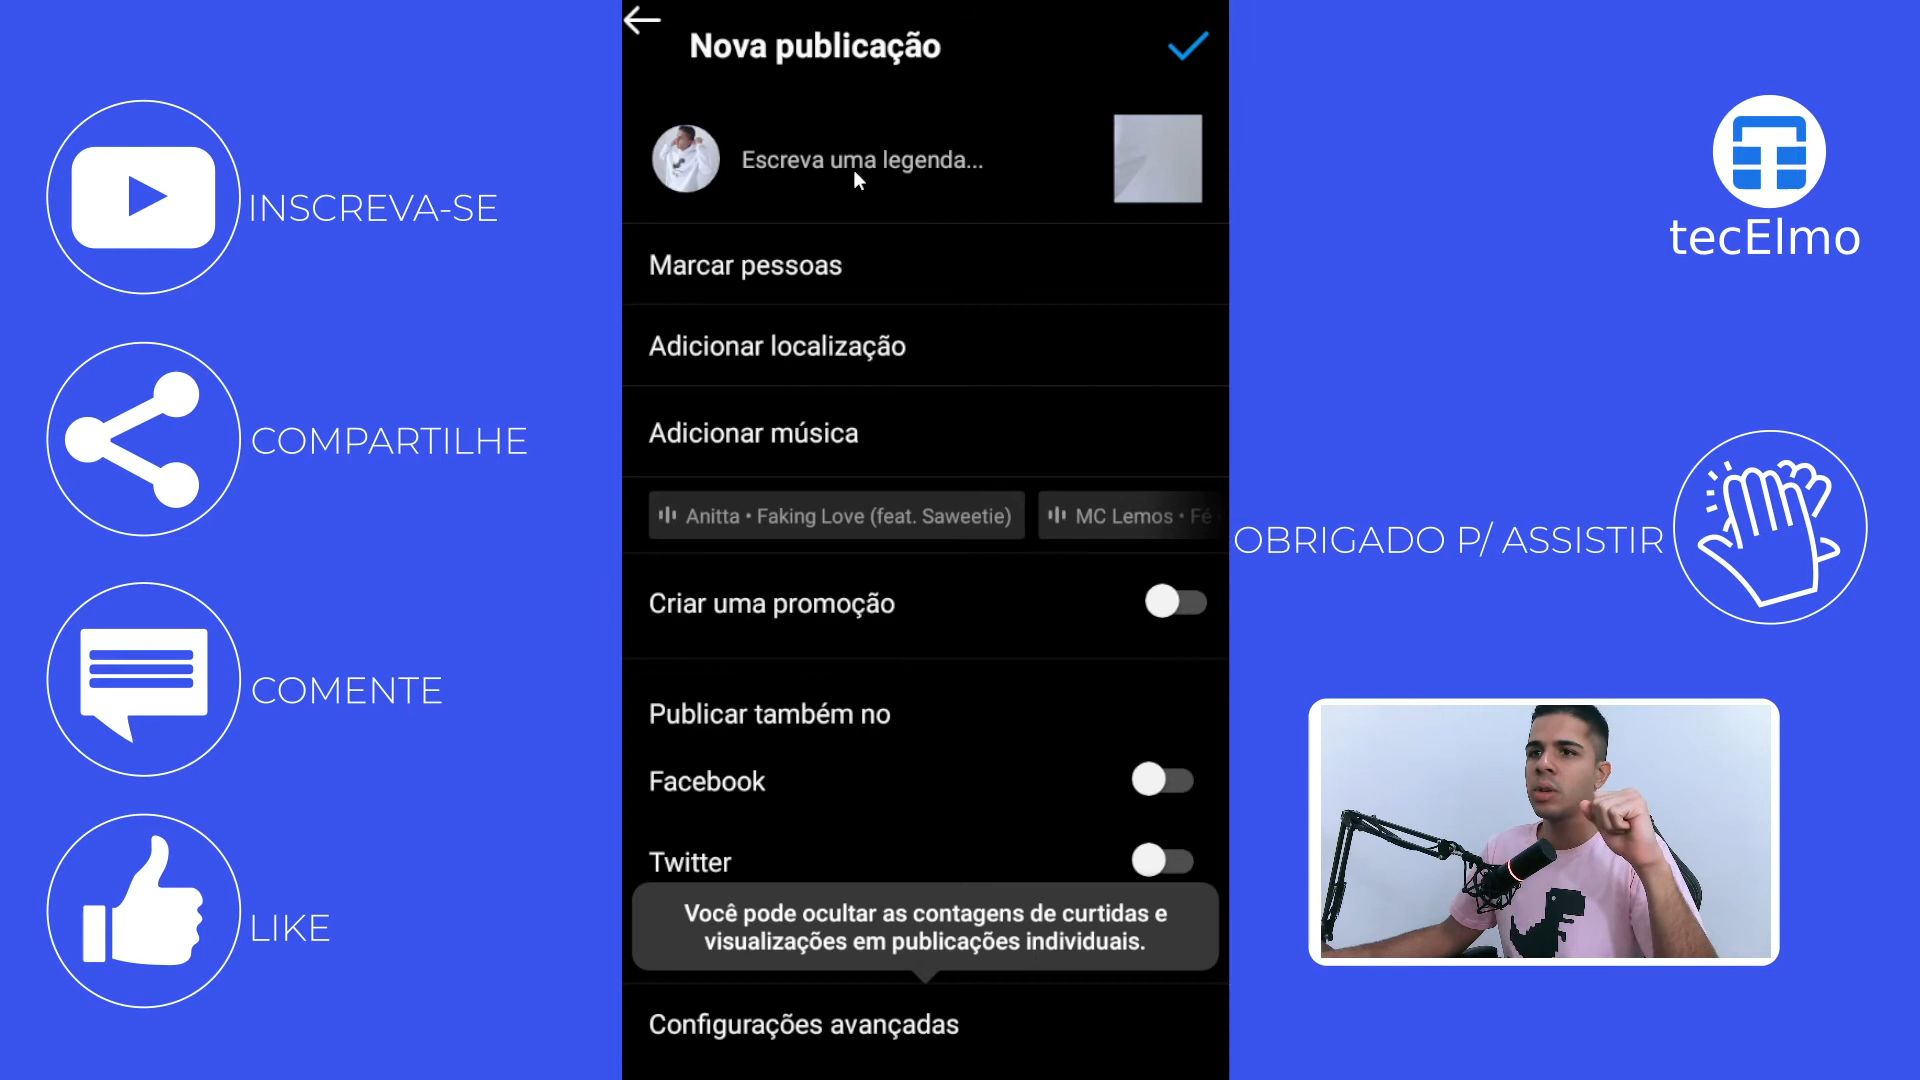 INSCREVA-SE
COMPARTILHE
COMENTE
LIKE
Nova publicação
Escreva uma legenda...
Marcar pessoas
Adicionar localização
Adicionar música
Anitta • Faking Love (feat. Saweetie)
MC Lemos • Fé
Criar uma promoção
Publicar também no
Facebook
Twitter
Você pode ocultar as contagens de curtidas e
visualizações em publicações individuais.
Configurações avançadas
tecElmo
OBRIGADO P/ ASSISTIR